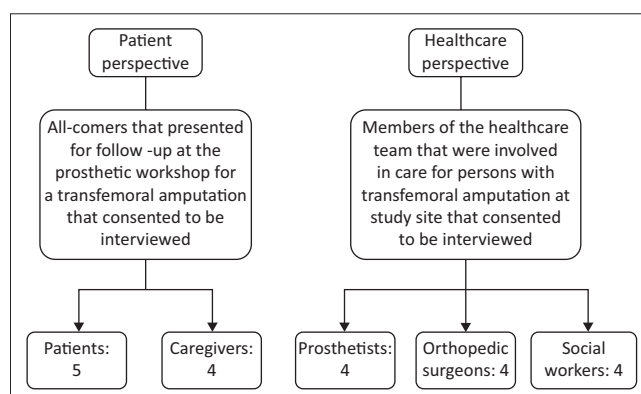 Patient
perspective
Healthcare
perspective
All-comers that presented
for follow -up at the
prosthetic workshop for
a transfemoral amputation
that consented to be
interviewed
Members of the healthcare
team that were involved
in care for persons with
transfemoral amputation at
study site that consented
to be interviewed
Patients:
5
Caregivers:
4
Prosthetists:
4
Orthopedic
surgeons: 4
Social
workers: 4